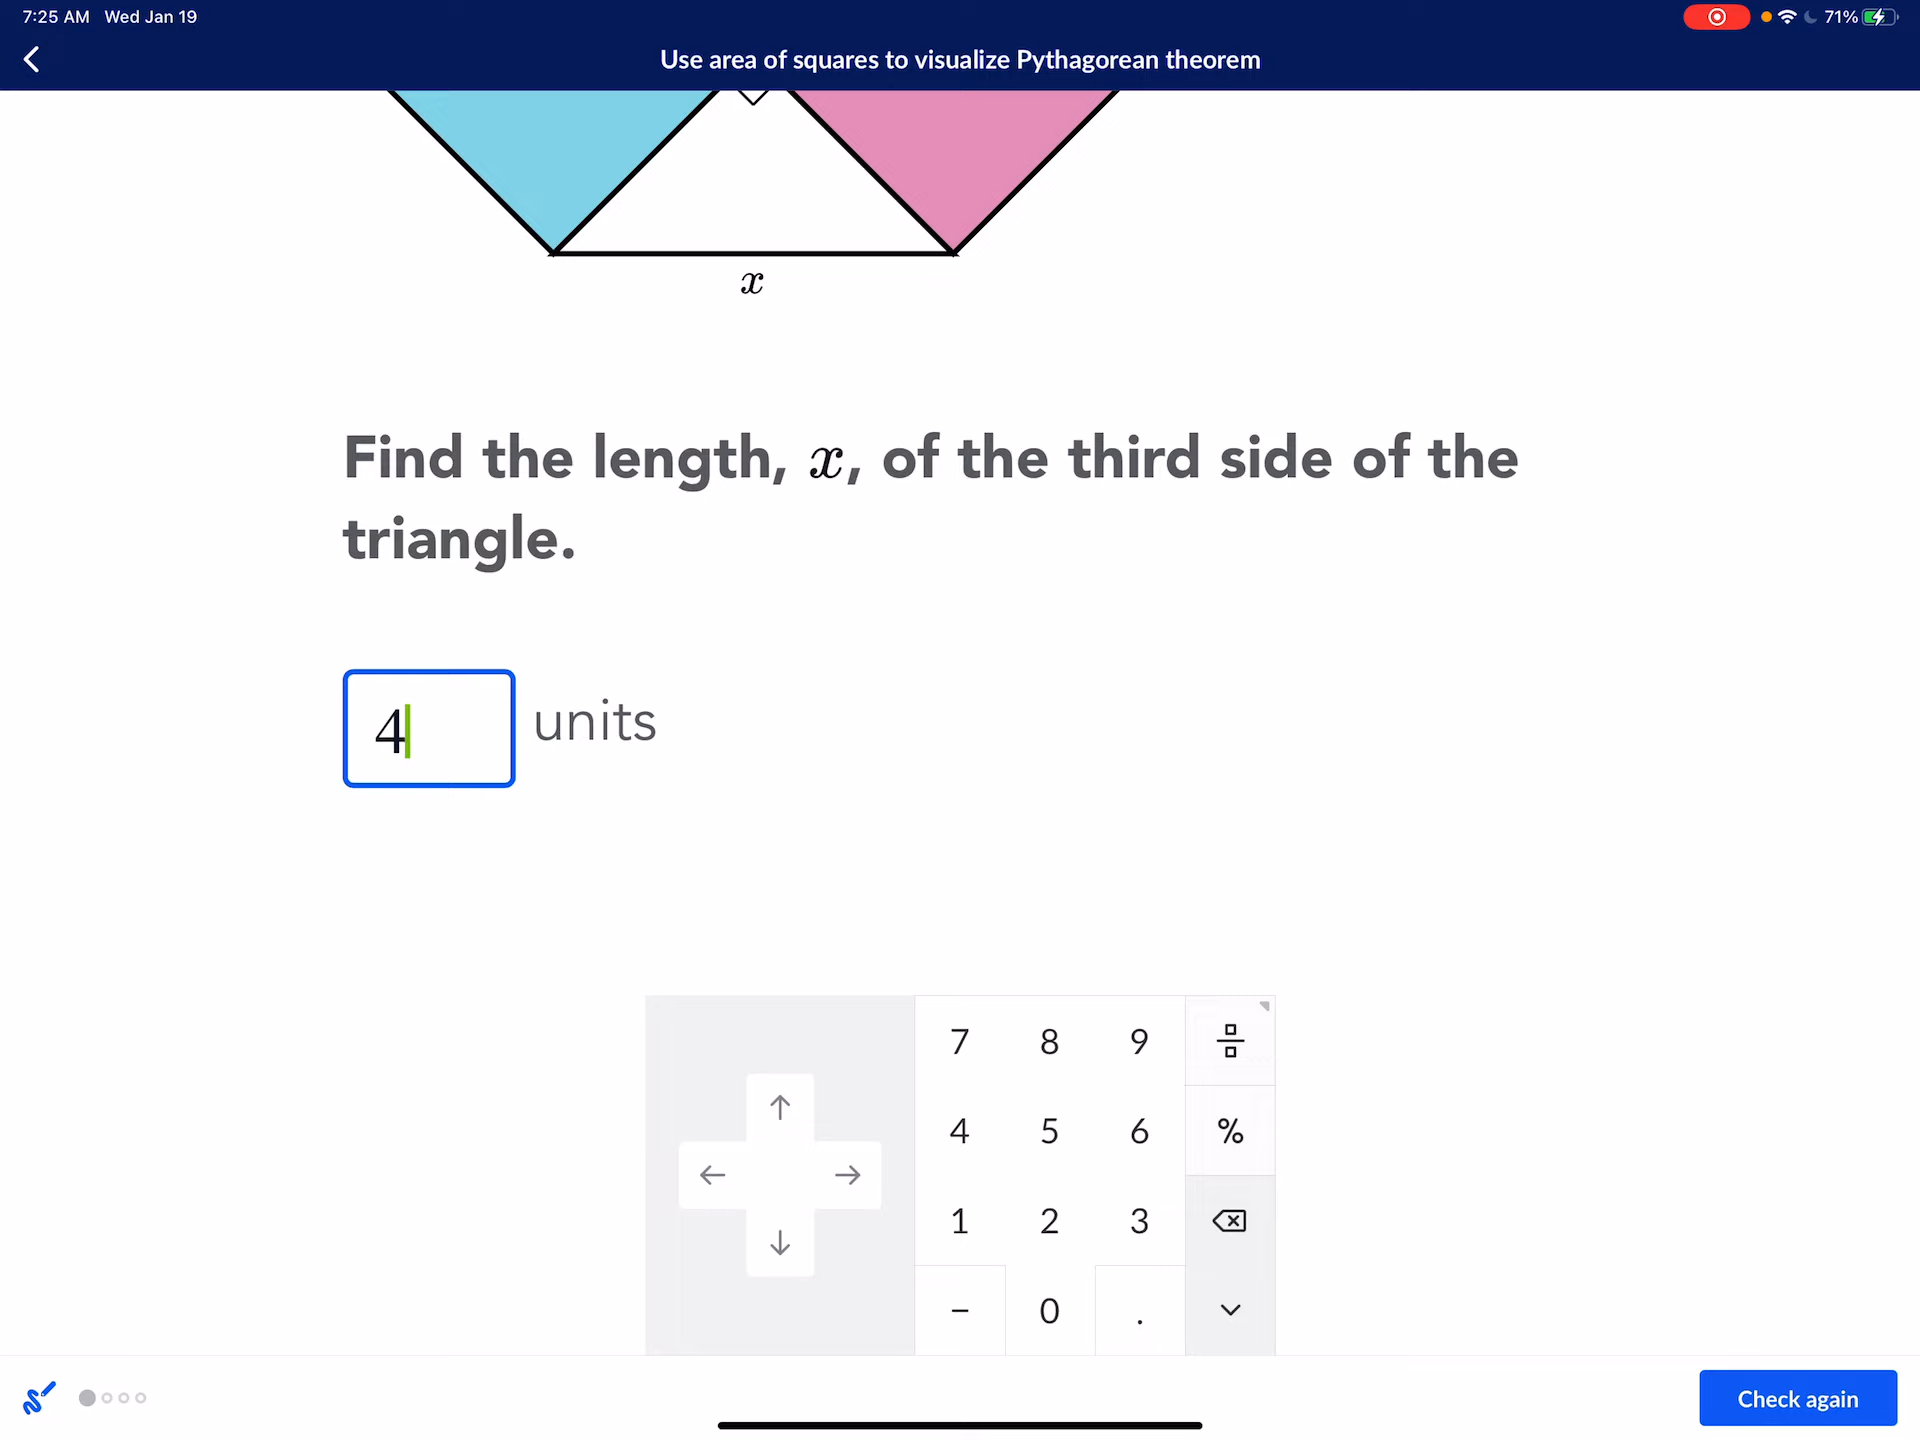 7:25 AM Wed Jan 19
71%
Use area of squares to visualize Pythagorean theorem
x
Find the length, x, of the third side of the
triangle.
4 units
7 8 9
4 5 6 %
1 2 3
− 0 .
Check again